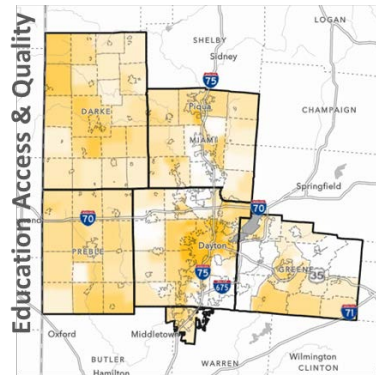 Education Access & Quality
LOGAN
SHELBY
Sidney
75
Piqua
DARKE
CHAMPAIGN
MIAMI
Springfield
70
70
PREBLE
Dayton
GREENE
35
75
675
71
Oxford
Middletown
BUTLER
Hamilton
WARREN
Wilmington
CLINTON